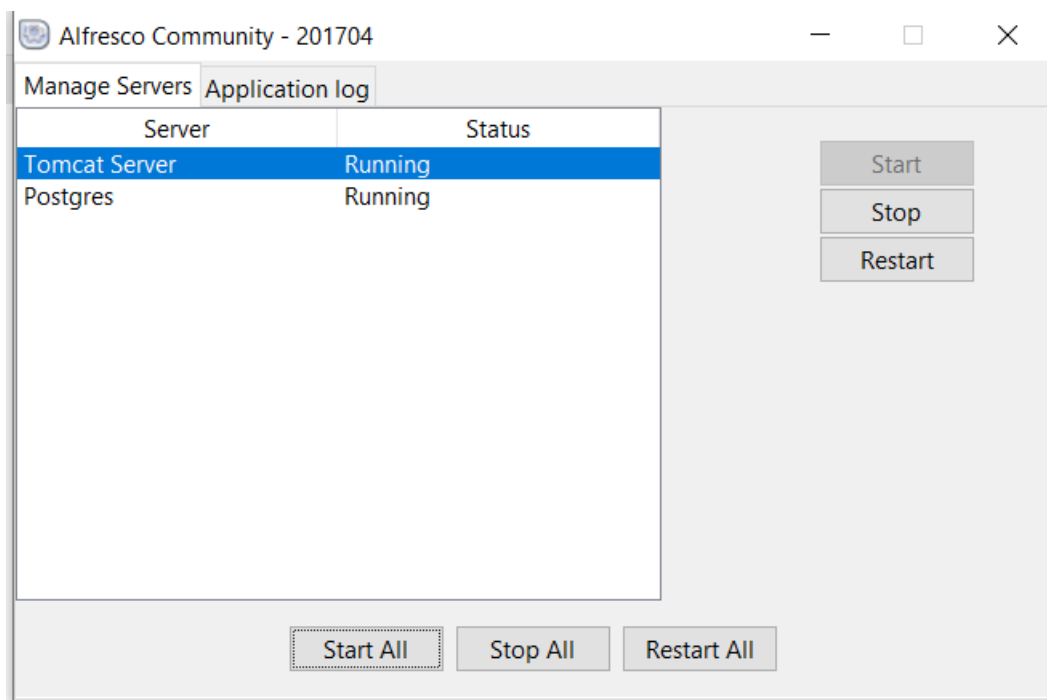 Alfresco Community - 201704
Manage Servers Application log
Server Status
Tomcat Server Running
Postgres Running
Start
Stop
Restart
Start All Stop All Restart All